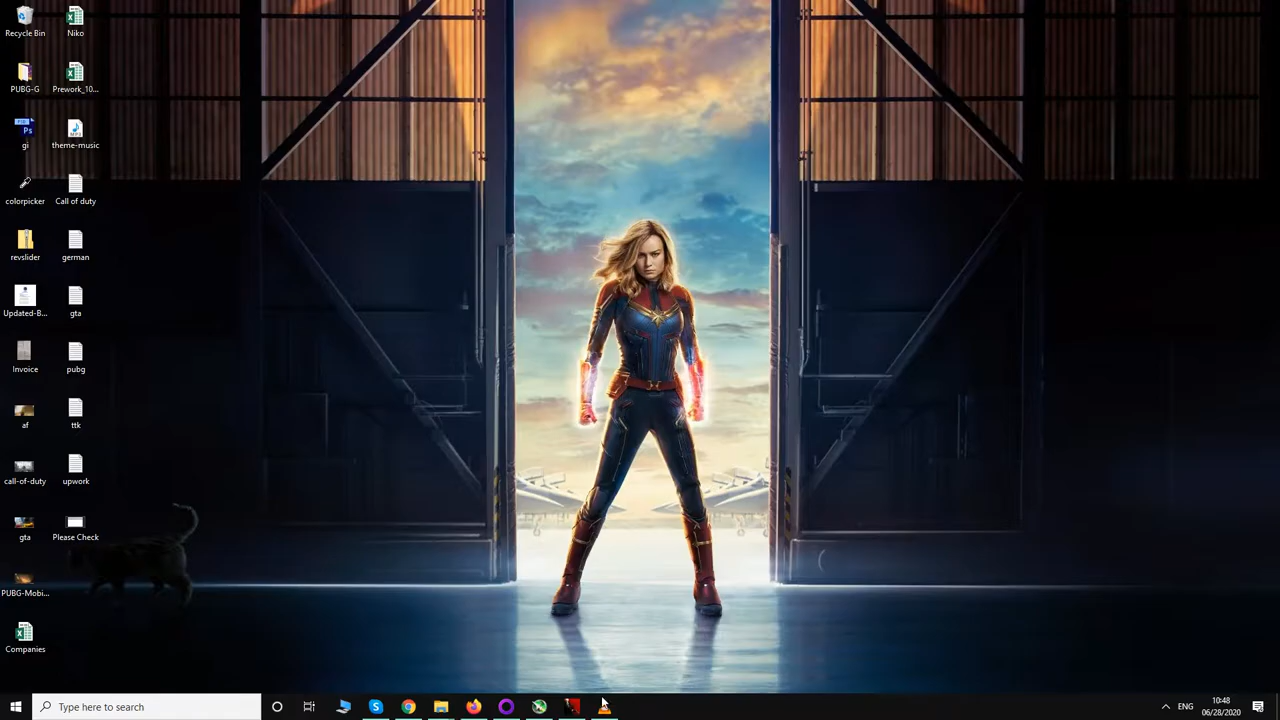 Recycle Bin
Niko
PUBG-G
Prework_10...
gi
theme-music
colorpicker
Call of duty
revslider
german
Updated-B...
gta
Invoice
pubg
af
ttk
call-of-duty
upwork
gta
Please Check
PUBG-Mobi...
Companies
Type here to search
ENG
10:48
06/28/2020